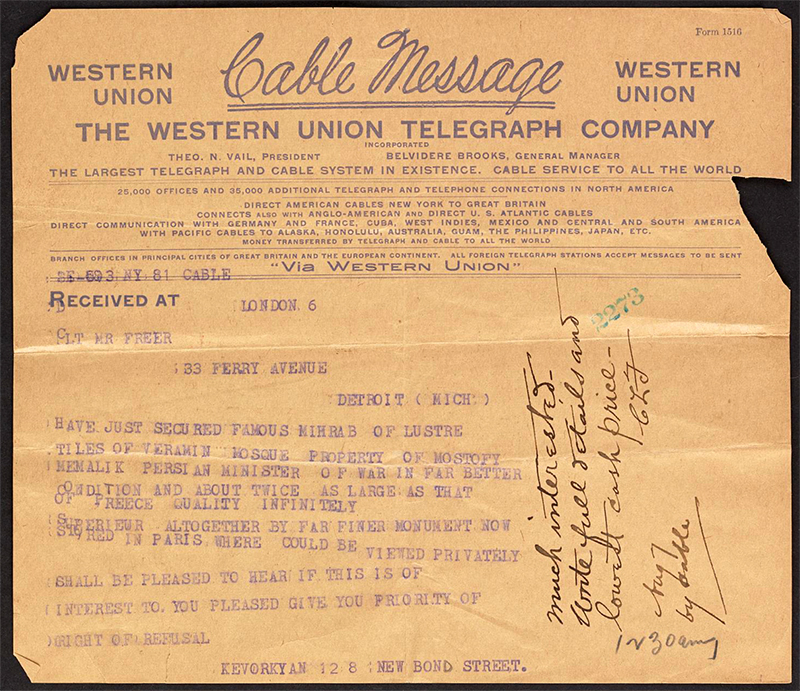 Form 1516
WESTERN UNION
Cable Message
WESTERN UNION
THE WESTERN UNION TELEGRAPH COMPANY
INCORPORATED
THEO. N. VAIL, PRESIDENT BELVIDERE BROOKS, GENERAL MANAGER
THE LARGEST TELEGRAPH AND CABLE SYSTEM IN EXISTENCE. CABLE SERVICE TO ALL THE WORLD
25,000 OFFICES AND 35,000 ADDITIONAL TELEGRAPH AND TELEPHONE CONNECTIONS IN NORTH AMERICA
DIRECT AMERICAN CABLES NEW YORK TO GREAT BRITAIN
CONNECTS ALSO WITH ANGLO-AMERICAN AND DIRECT U. S. ATLANTIC CABLES
DIRECT COMMUNICATION WITH GERMANY AND FRANCE, CUBA, WEST INDIES, MEXICO AND CENTRAL AND SOUTH AMERICA
WITH PACIFIC CABLES TO ALASKA, HONOLULU, AUSTRALIA, GUAM, THE PHILIPPINES, JAPAN, ETC.
MONEY TRANSFERRED BY TELEGRAPH AND CABLE TO ALL THE WORLD
BRANCH OFFICES IN PRINCIPAL CITIES OF GREAT BRITAIN AND THE EUROPEAN CONTINENT. ALL FOREIGN TELEGRAPH STATIONS ACCEPT MESSAGES TO BE SENT
"VIA WESTERN UNION"
NY 81 CABLE
RECEIVED AT
D LONDON 6
CLT MR FREER
33 FERRY AVENUE
DETROIT ( MICH )
HAVE JUST SECURED FAMOUS MIHRAB OF LUSTRE
TILES OF VERAMIN MOSQUE PROPERTY OF MOSTOFY
MEMALIK PERSIAN MINISTER OF WAR IN FAR BETTER
CONDITION AND ABOUT TWICE AS LARGE AS THAT
OF PREECE QUALITY INFINITELY
SUPERIEUR ALTOGETHER BY FAR FINER MONUMENT NOW
STORED IN PARIS WHERE COULD BE VIEWED PRIVATELY
SHALL BE PLEASED TO HEAR IF THIS IS OF
INTEREST TO YOU PLEASED GIVE YOU PRIORITY OF
RIGHT OF REFUSAL
KEVORKYAN 12 8 NEW BOND STREET.
2273
much interested-
Write full details and
lowest cash price-
CLF
Aug 7
by cable